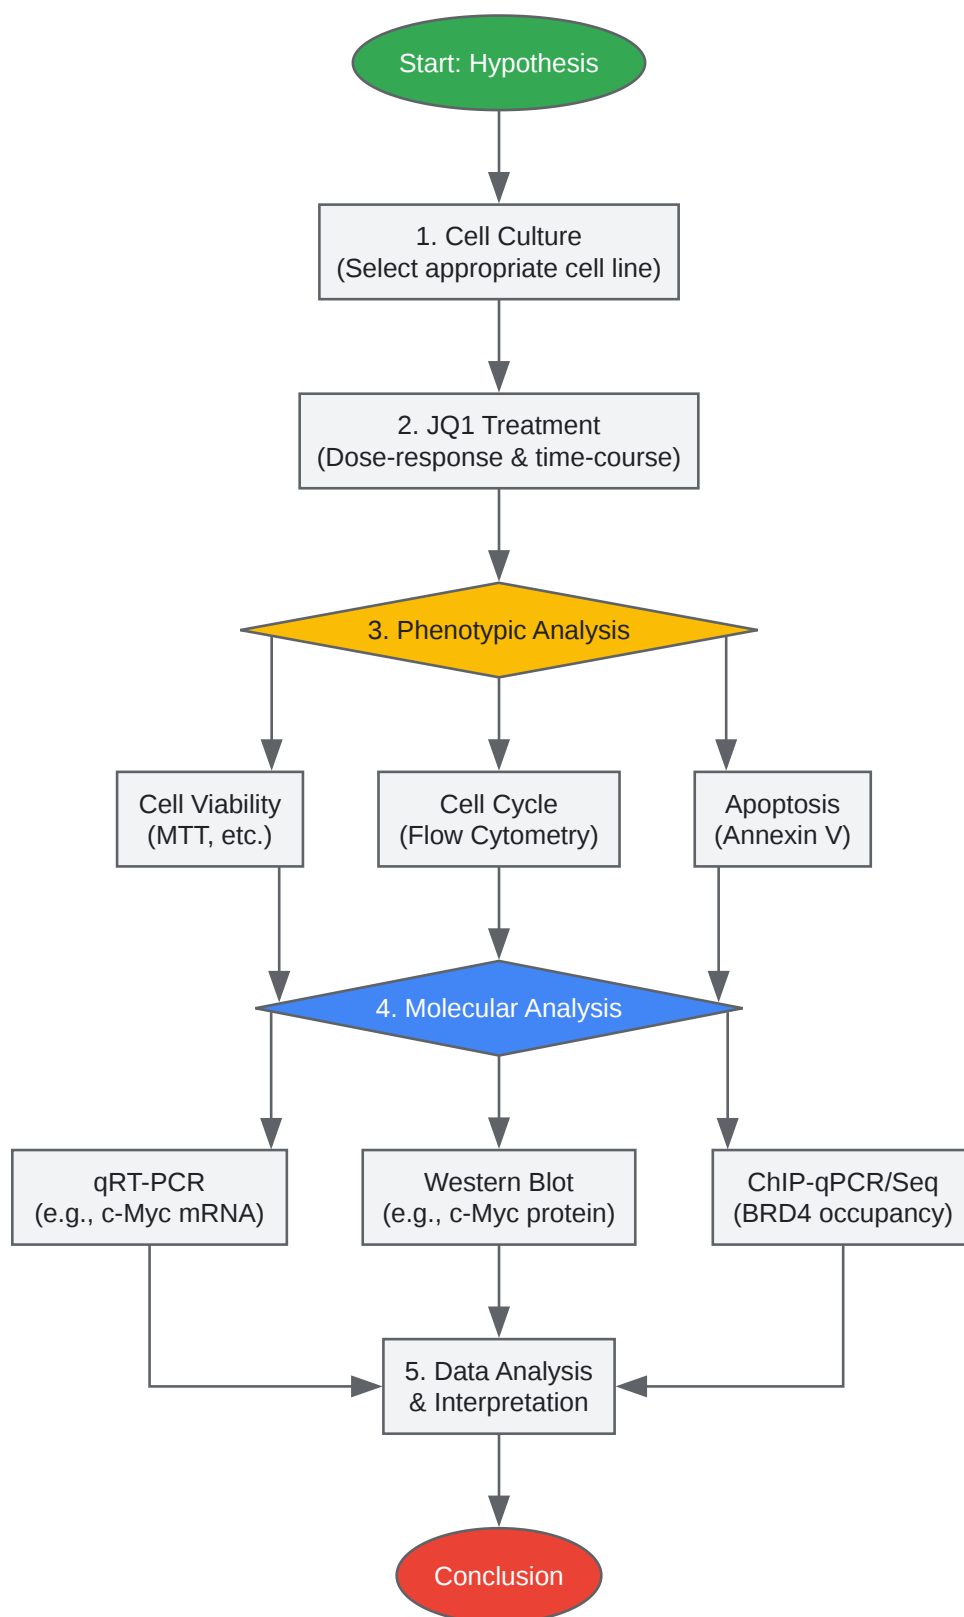 Start: Hypothesis
1. Cell Culture
(Select appropriate cell line)
2. JQ1 Treatment
(Dose-response & time-course)
3. Phenotypic Analysis
Cell Viability
(MTT, etc.)
Cell Cycle
(Flow Cytometry)
Apoptosis
(Annexin V)
4. Molecular Analysis
qRT-PCR
(e.g., c-Myc mRNA)
Western Blot
(e.g., c-Myc protein)
ChIP-qPCR/Seq
(BRD4 occupancy)
5. Data Analysis
& Interpretation
Conclusion